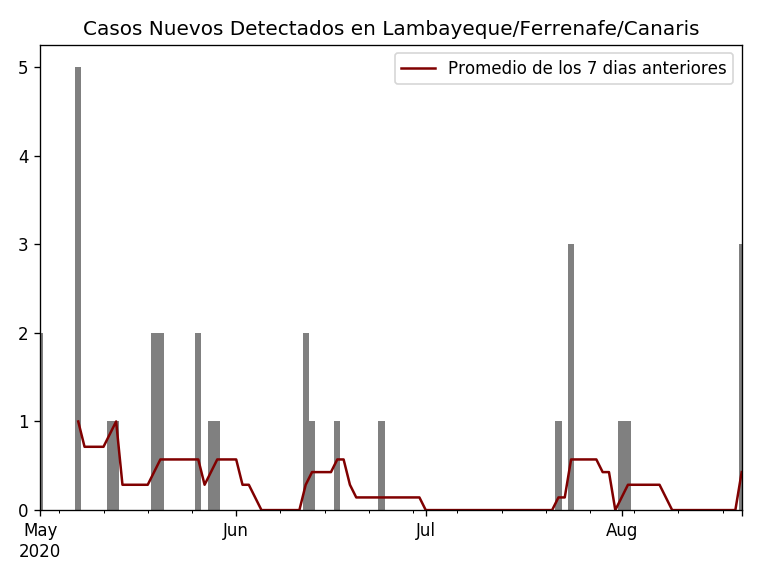 Casos Nuevos Detectados en Lambayeque/Ferrenafe/Canaris
Promedio de los 7 dias anteriores
5
4
3
2
1
0
May Jun Jul Aug
2020